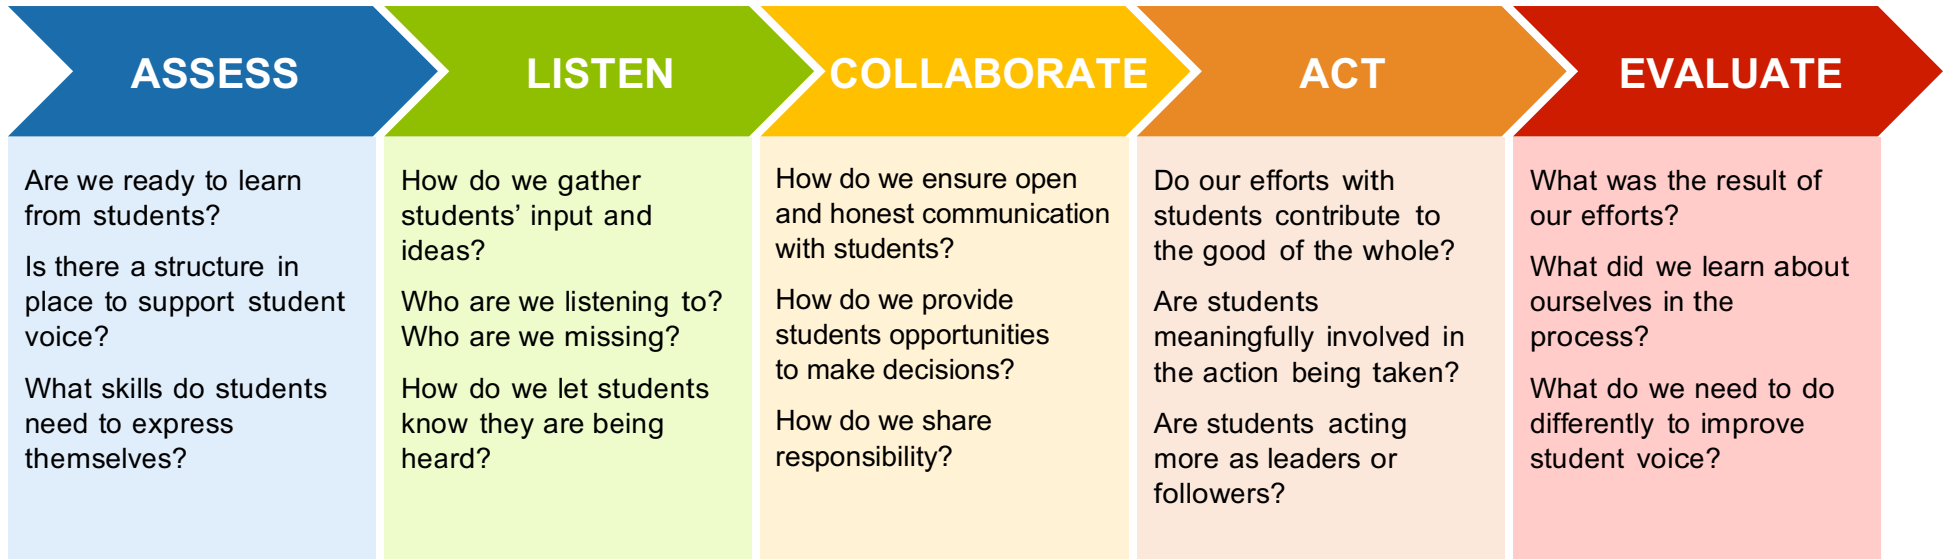 ASSESS
Are we ready to learn
from students?
Is there a structure in
place to support student
voice?
What skills do students
need to express
themselves?
LISTEN
How do we gather
students’ input and
ideas?
Who are we listening to?
Who are we missing?
How do we let students
know they are being
heard?
COLLABORATE
How do we ensure open
and honest communication
with students?
How do we provide
students opportunities
to make decisions?
How do we share
responsibility?
ACT
Do our efforts with
students contribute to
the good of the whole?
Are students
meaningfully involved in
the action being taken?
Are students acting
more as leaders or
followers?
EVALUATE
What was the result of
our efforts?
What did we learn about
ourselves in the
process?
What do we need to do
differently to improve
student voice?